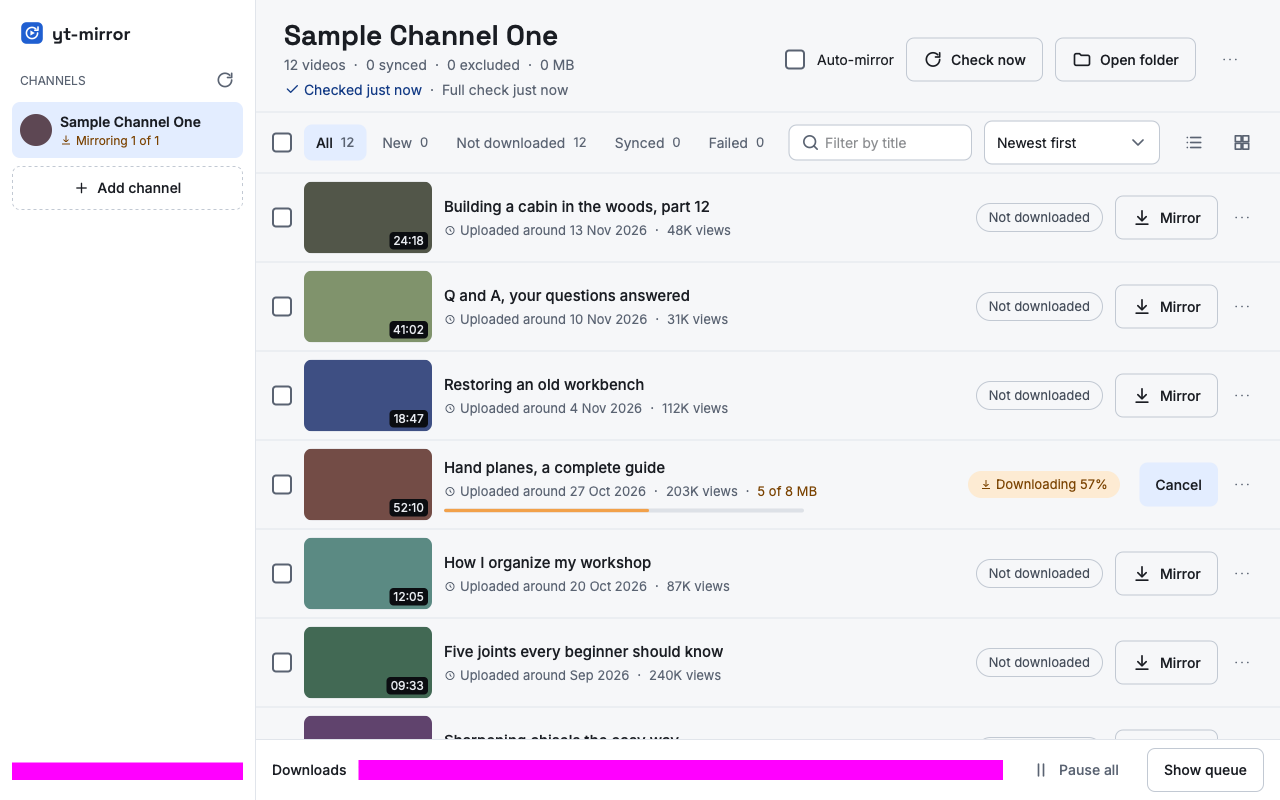 yt-mirror
CHANNELS
Sample Channel One
Mirroring 1 of 1
Add channel
Sample Channel One
12 videos · 0 synced · 0 excluded · 0 MB
Checked just now · Full check just now
Auto-mirror
Check now
Open folder
All 12
New 0
Not downloaded 12
Synced 0
Failed 0
Filter by title
Newest first
24:18
Building a cabin in the woods, part 12
Uploaded around 13 Nov 2026 · 48K views
Not downloaded
Mirror
41:02
Q and A, your questions answered
Uploaded around 10 Nov 2026 · 31K views
Not downloaded
Mirror
18:47
Restoring an old workbench
Uploaded around 4 Nov 2026 · 112K views
Not downloaded
Mirror
52:10
Hand planes, a complete guide
Uploaded around 27 Oct 2026 · 203K views · 5 of 8 MB
Downloading 57%
Cancel
12:05
How I organize my workshop
Uploaded around 20 Oct 2026 · 87K views
Not downloaded
Mirror
09:33
Five joints every beginner should know
Uploaded around Sep 2026 · 240K views
Not downloaded
Mirror
Downloads
Pause all
Show queue